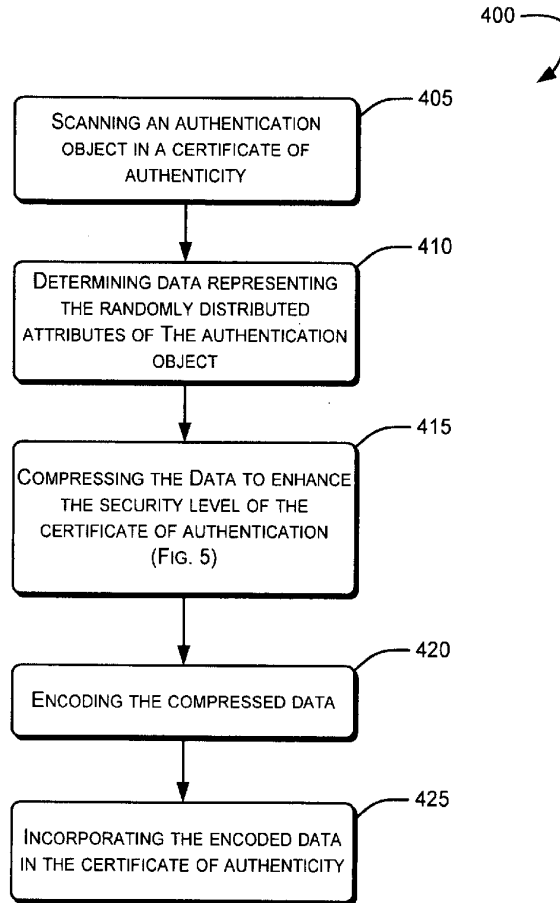 400
405
SCANNING AN AUTHENTICATION
OBJECT IN A CERTIFICATE OF
AUTHENTICITY
410
DETERMINING DATA REPRESENTING
THE RANDOMLY DISTRIBUTED
ATTRIBUTES OF THE AUTHENTICATION
OBJECT
415
COMPRESSING THE DATA TO ENHANCE
THE SECURITY LEVEL OF THE
CERTIFICATE OF AUTHENTICATION
(FIG. 5)
420
ENCODING THE COMPRESSED DATA
425
INCORPORATING THE ENCODED DATA
IN THE CERTIFICATE OF AUTHENTICITY